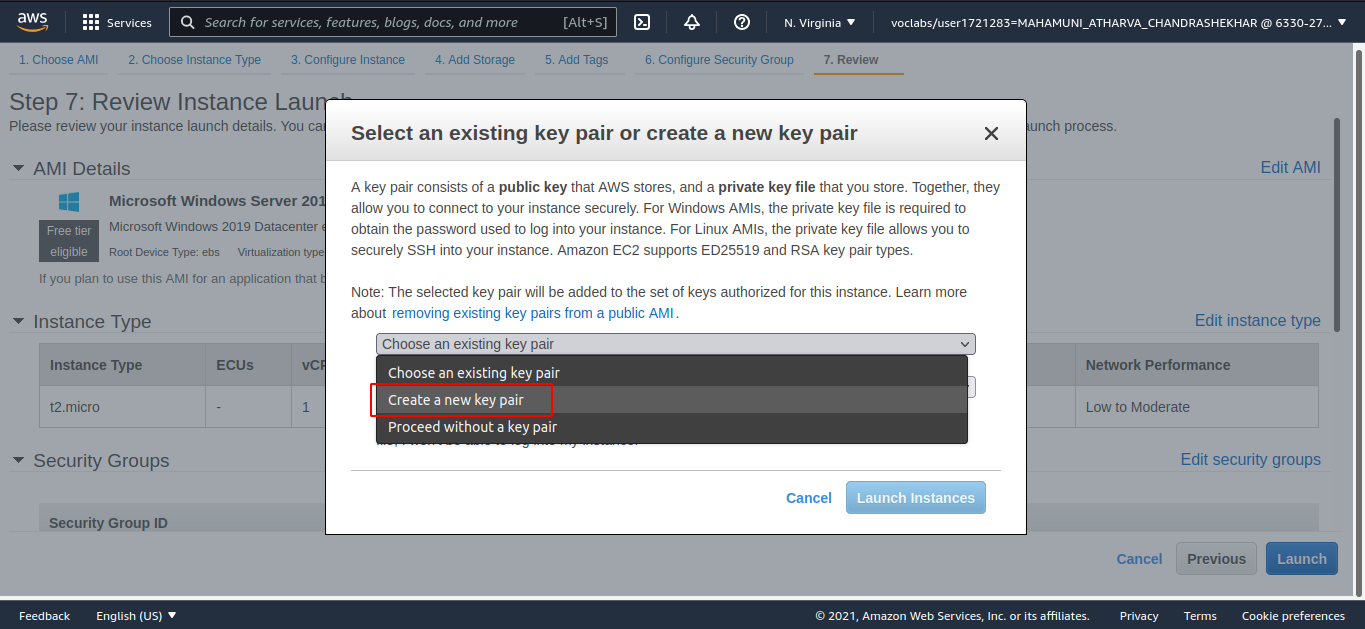 aws
Services
Search for services, features, blogs, docs, and more [Alt+S]
N. Virginia
voclabs/user1721283=MAHAMUNI_ATHARVA_CHANDRASHEKHAR @ 6330-27...
1. Choose AMI 2. Choose Instance Type 3. Configure Instance 4. Add Storage 5. Add Tags 6. Configure Security Group 7. Review
Step 7: Review Instance Launch
Please review your instance launch details. You can
aunch process.
AMI Details
Edit AMI
Microsoft Windows Server 201
Free tier
eligible
Microsoft Windows 2019 Datacenter e
Root Device Type: ebs Virtualization type
If you plan to use this AMI for an application that b
Instance Type
Edit instance type
Instance Type ECUs vCP Network Performance
t2.micro - 1 Low to Moderate
Security Groups
Edit security groups
Security Group ID
Select an existing key pair or create a new key pair
A key pair consists of a public key that AWS stores, and a private key file that you store. Together, they
allow you to connect to your instance securely. For Windows AMIs, the private key file is required to
obtain the password used to log into your instance. For Linux AMIs, the private key file allows you to
securely SSH into your instance. Amazon EC2 supports ED25519 and RSA key pair types.
Note: The selected key pair will be added to the set of keys authorized for this instance. Learn more
about removing existing key pairs from a public AMI.
Choose an existing key pair
Choose an existing key pair
Create a new key pair
Proceed without a key pair
Cancel Launch Instances
Cancel Previous Launch
Feedback English (US)
© 2021, Amazon Web Services, Inc. or its affiliates. Privacy Terms Cookie preferences